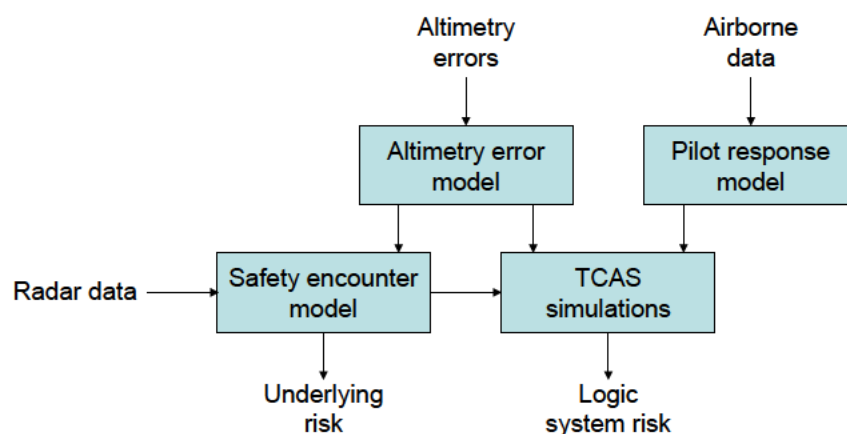 Altimetry
errors
Airborne
data
Altimetry error
model
Pilot response
model
Radar data
Safety encounter
model
TCAS
simulations
Underlying
risk
Logic
system risk